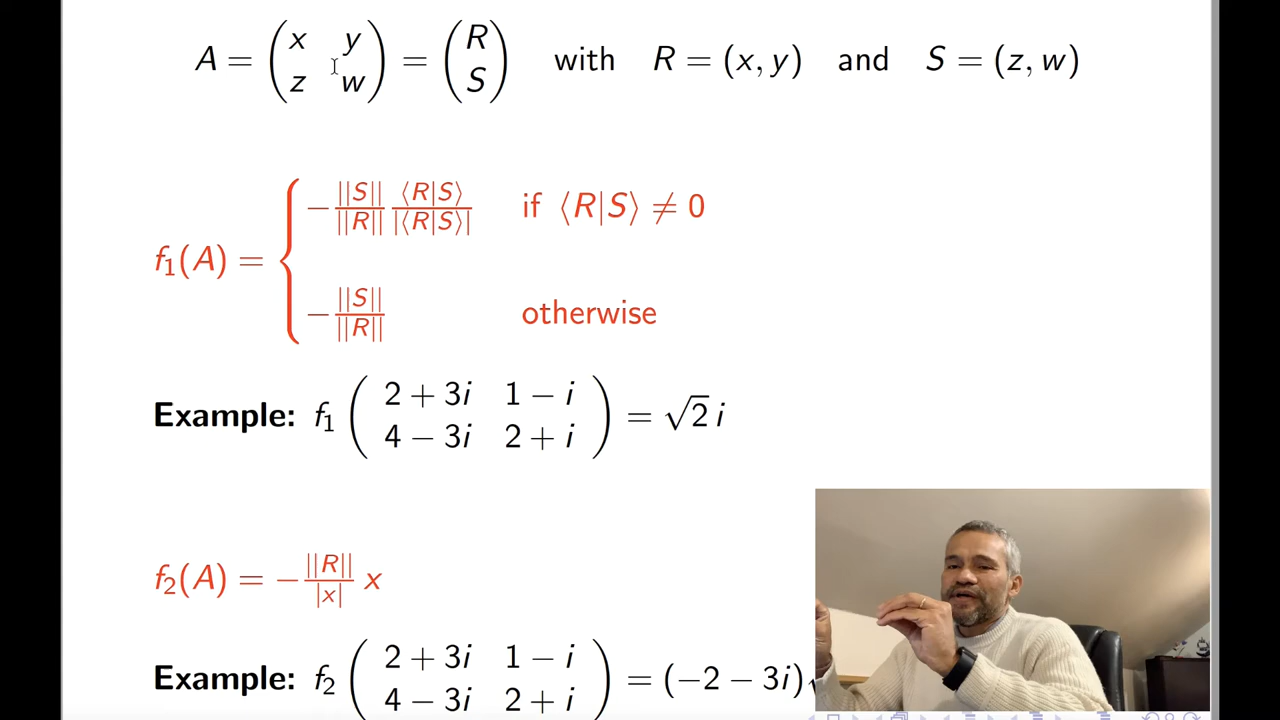 A = ( x y z w ) = ( R S ) with R = (x, y) and S = (z, w)
f₁(A) = { − ||S|| / ||R|| ⟨R|S⟩ / |⟨R|S⟩| if ⟨R|S⟩ ≠ 0
− ||S|| / ||R|| otherwise
Example: f₁ ( 2 + 3i 1 − i 4 − 3i 2 + i ) = √2 i
f₂(A) = − ||R|| / |x| x
Example: f₂ ( 2 + 3i 1 − i 4 − 3i 2 + i ) = (−2 − 3i)